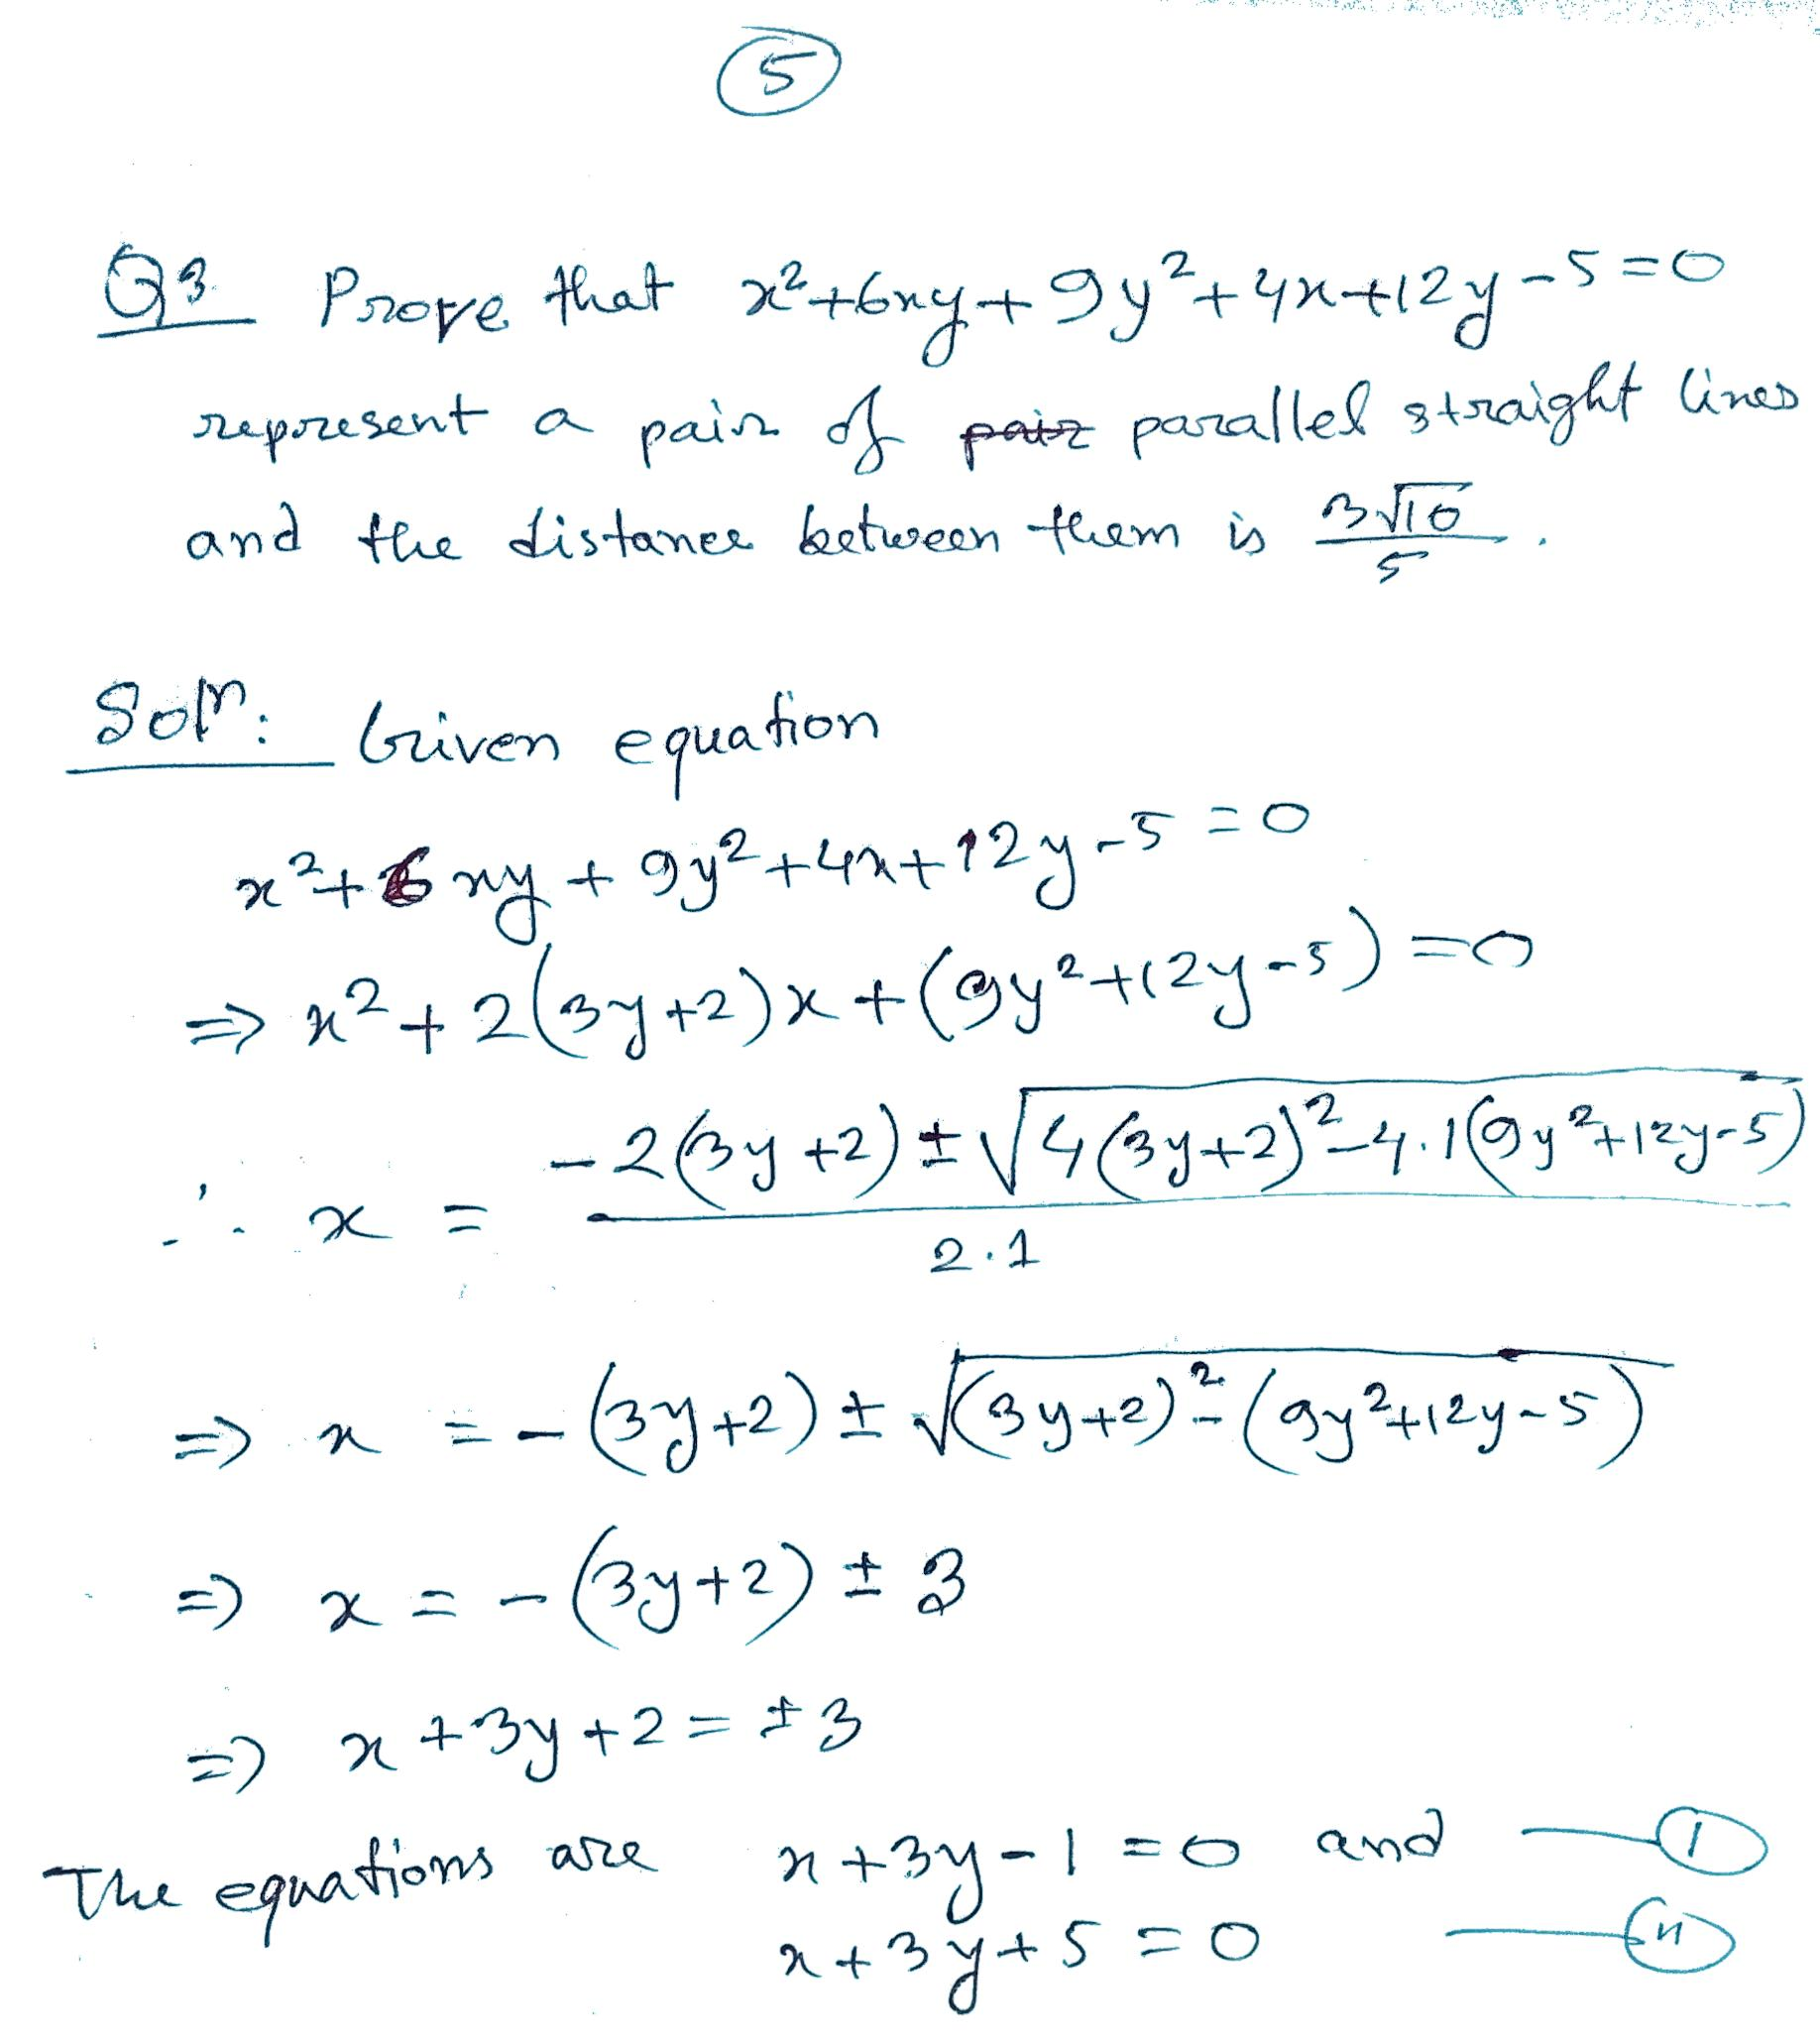 5
Q3. Prove that x²+6xy+9y²+4x+12y-5=0
represent a pair of pair parallel straight lines
and the distance between them is 3√10/5.
Solⁿ: Given equation
x²+6xy+9y²+4x+12y-5=0
⇒ x²+2(3y+2)x+(9y²+12y-5)=0
∴ x = (-2(3y+2) ± √(4(3y+2)²-4.1(9y²+12y-5)))/2.1
⇒ x = -(3y+2) ± √((3y+2)²-(9y²+12y-5))
⇒ x = -(3y+2) ± 3
⇒ x+3y+2 = ±3
The equations are x+3y-1=0 and — I
x+3y+5=0 — II